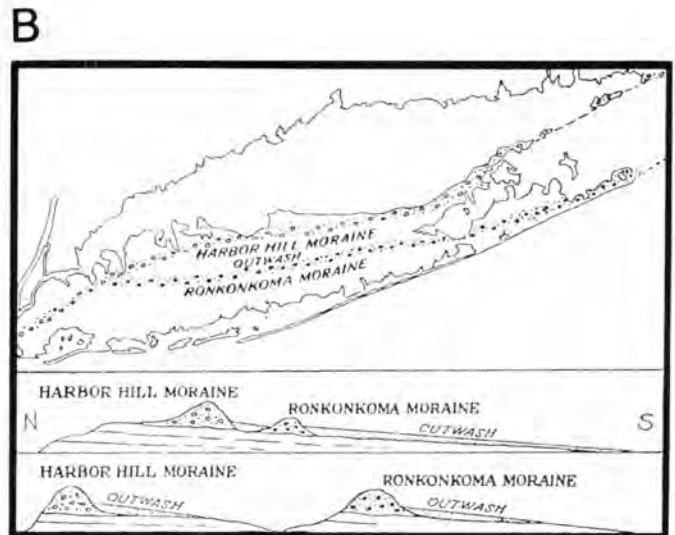 B
HARBOR HILL MORAINE
OUTWASH
RONKONKOMA MORAINE
HARBOR HILL MORAINE
N
RONKONKOMA MORAINE
OUTWASH
S
HARBOR HILL MORAINE
RONKONKOMA MORAINE
OUTWASH
OUTWASH